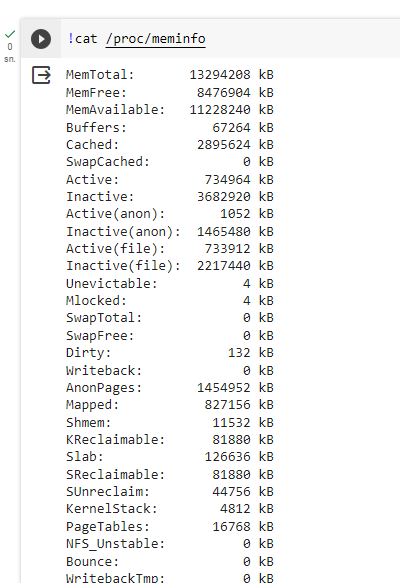 0
sn.
!cat /proc/meminfo
MemTotal: 13294208 kB
MemFree: 8476904 kB
MemAvailable: 11228240 kB
Buffers: 67264 kB
Cached: 2895624 kB
SwapCached: 0 kB
Active: 734964 kB
Inactive: 3682920 kB
Active(anon): 1052 kB
Inactive(anon): 1465480 kB
Active(file): 733912 kB
Inactive(file): 2217440 kB
Unevictable: 4 kB
Mlocked: 4 kB
SwapTotal: 0 kB
SwapFree: 0 kB
Dirty: 132 kB
Writeback: 0 kB
AnonPages: 1454952 kB
Mapped: 827156 kB
Shmem: 11532 kB
KReclaimable: 81880 kB
Slab: 126636 kB
SReclaimable: 81880 kB
SUnreclaim: 44756 kB
KernelStack: 4812 kB
PageTables: 16768 kB
NFS_Unstable: 0 kB
Bounce: 0 kB
WritebackTmp: 0 kB